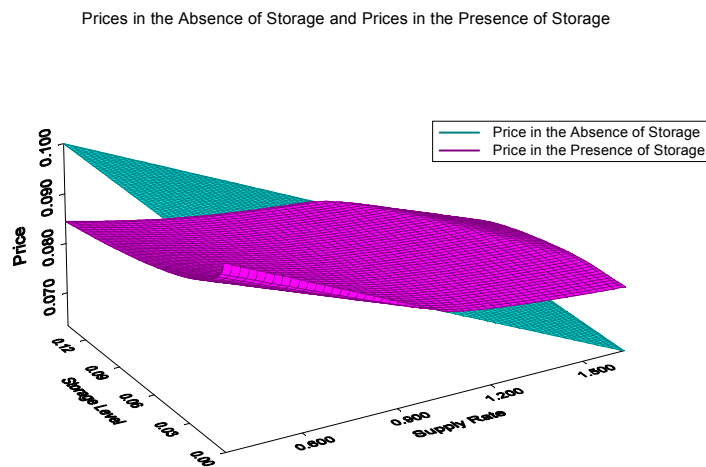 Prices in the Absence of Storage and Prices in the Presence of Storage
Price in the Absence of Storage
Price in the Presence of Storage
0.100
0.090
0.080
0.070
Price
0.12
0.09
0.06
0.03
0.00
Storage Level
0.600
0.900
1.200
1.500
Supply Rate